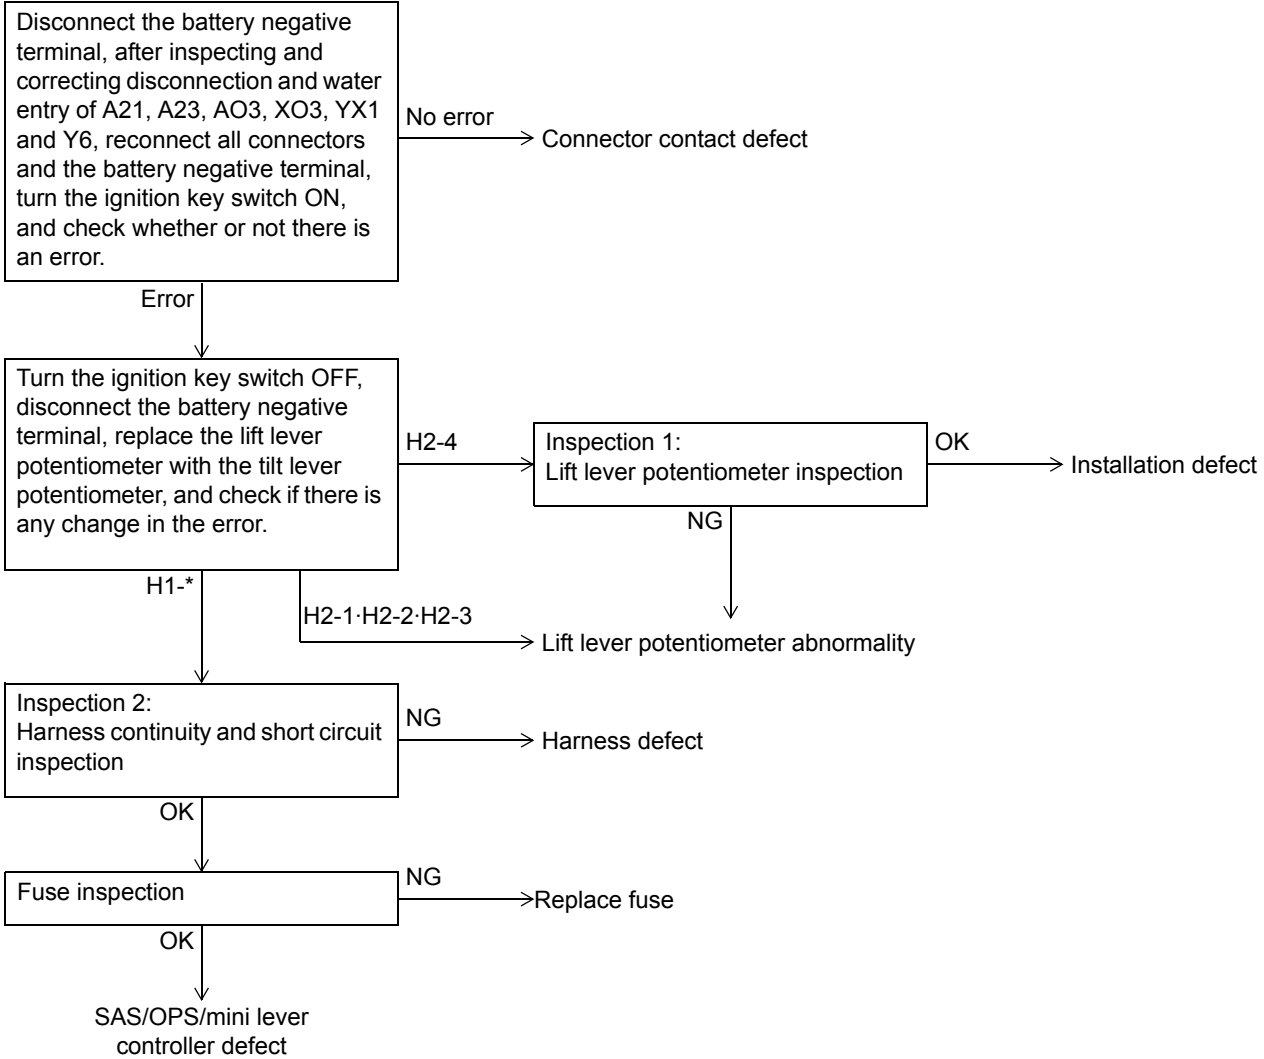 Disconnect the battery negative
terminal, after inspecting and
correcting disconnection and water
entry of A21, A23, AO3, XO3, YX1
and Y6, reconnect all connectors
and the battery negative terminal,
turn the ignition key switch ON,
and check whether or not there is
an error.
No error
Connector contact defect
Error
Turn the ignition key switch OFF,
disconnect the battery negative
terminal, replace the lift lever
potentiometer with the tilt lever
potentiometer, and check if there is
any change in the error.
H2-4
Inspection 1:
Lift lever potentiometer inspection
OK
Installation defect
NG
H1-*
H2-1·H2-2·H2-3
Lift lever potentiometer abnormality
Inspection 2:
Harness continuity and short circuit
inspection
NG
Harness defect
OK
Fuse inspection
NG
Replace fuse
OK
SAS/OPS/mini lever
controller defect